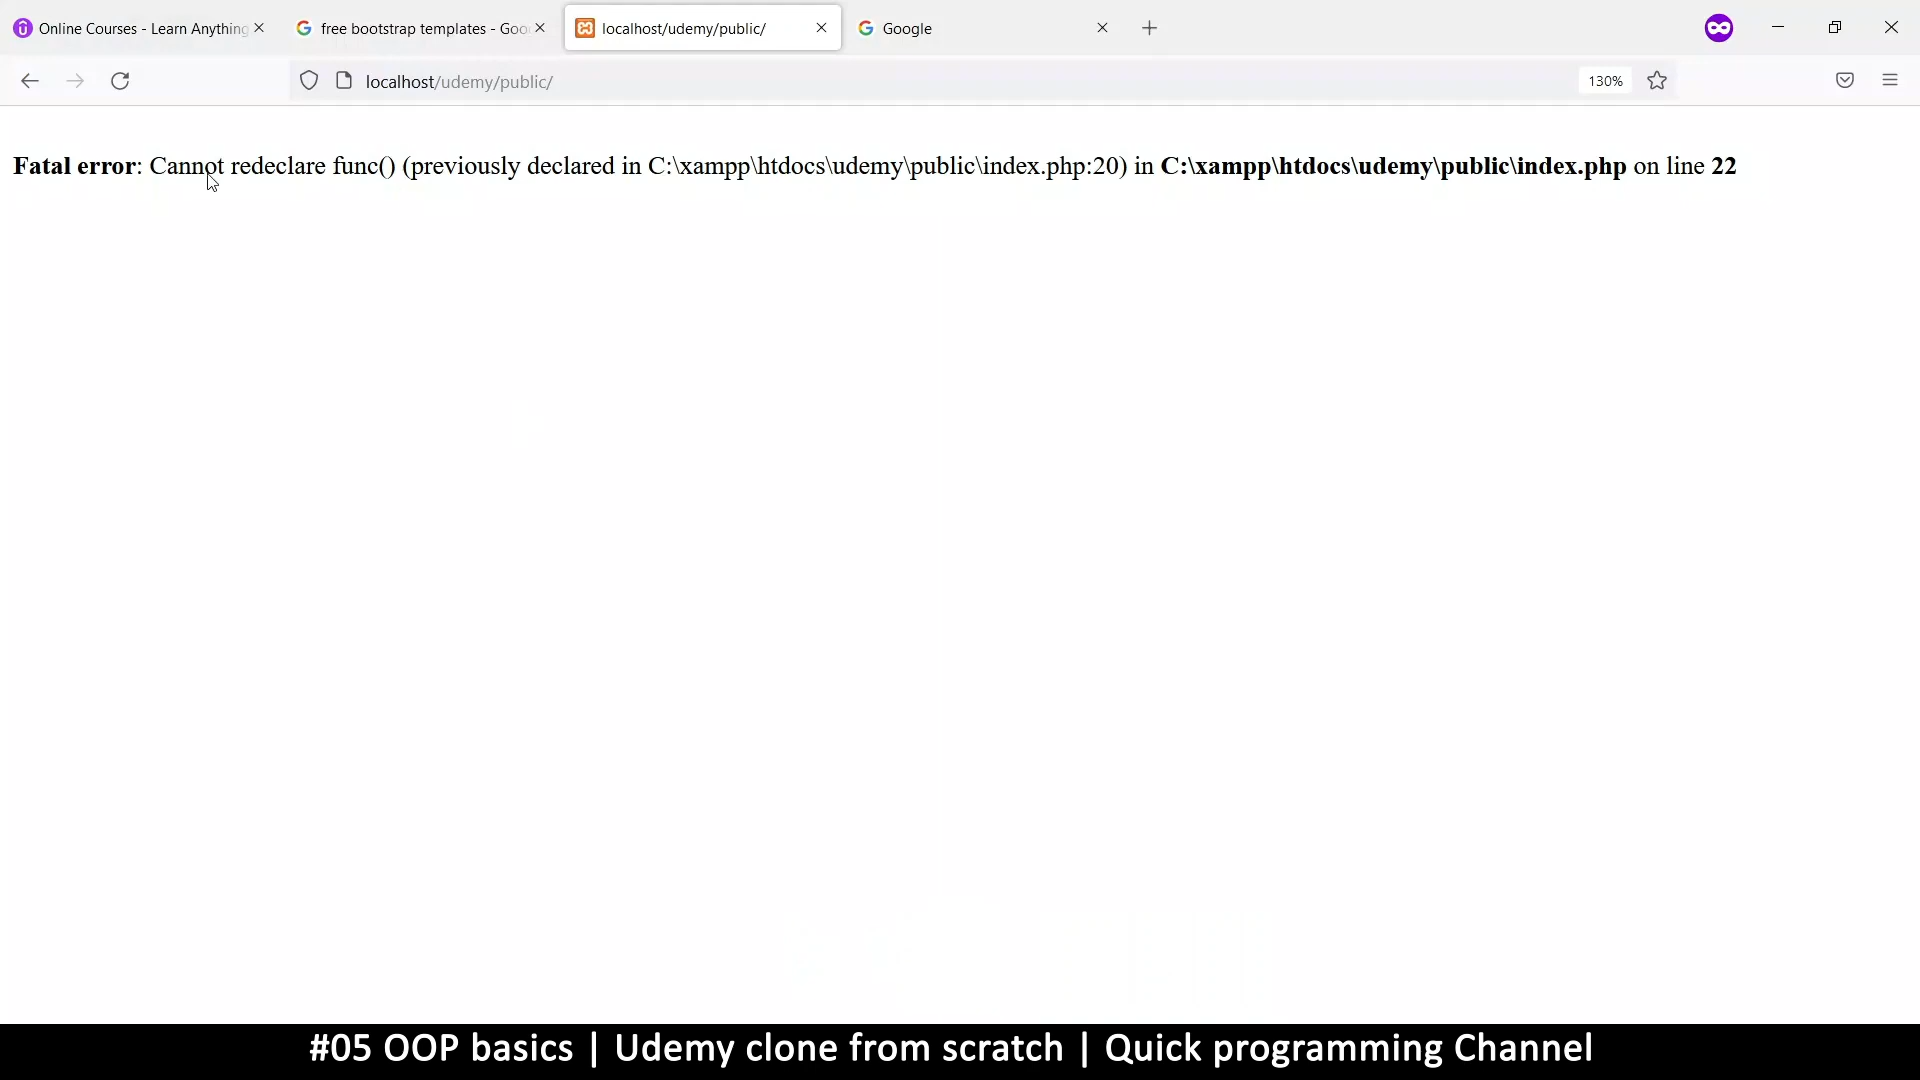 Online Courses - Learn Anything
free bootstrap templates - Goo
localhost/udemy/public/
Google
localhost/udemy/public/
130%
Fatal error: Cannot redeclare func() (previously declared in C:\xampp\htdocs\udemy\public\index.php:20) in C:\xampp\htdocs\udemy\public\index.php on line 22
#05 OOP basics | Udemy clone from scratch | Quick programming Channel